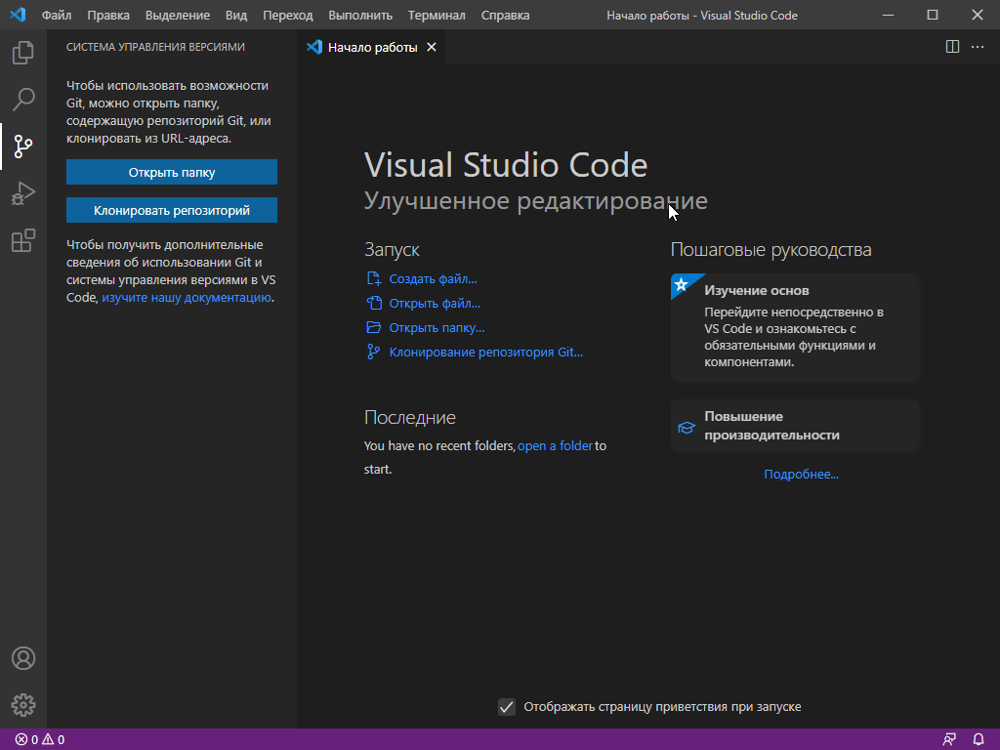 Файл Правка Выделение Вид Переход Выполнить Терминал Справка Начало работы - Visual Studio Code
СИСТЕМА УПРАВЛЕНИЯ ВЕРСИЯМИ
Чтобы использовать возможности
Git, можно открыть папку,
содержащую репозиторий Git, или
клонировать из URL-адреса.
Открыть папку
Клонировать репозиторий
Чтобы получить дополнительные
сведения об использовании Git и
системы управления версиями в VS
Code, изучите нашу документацию.
Начало работы
Visual Studio Code
Улучшенное редактирование
Запуск
Создать файл...
Открыть файл...
Открыть папку...
Клонирование репозитория Git...
Последние
You have no recent folders, open a folder to
start.
Пошаговые руководства
Изучение основ
Перейдите непосредственно в
VS Code и ознакомьтесь с
обязательными функциями и
компонентами.
Повышение
производительности
Подробнее...
Отображать страницу приветствия при запуске
0 0